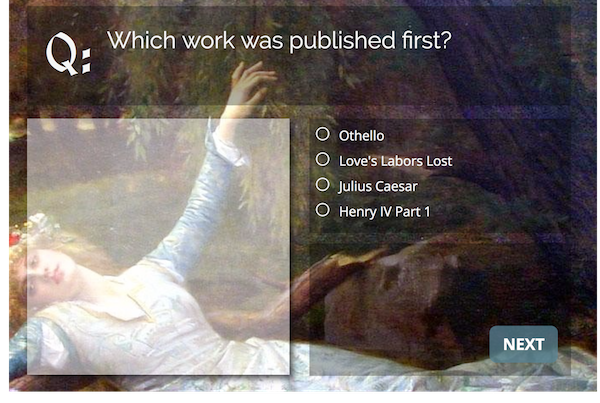 Q: Which work was published first?
Othello
Love's Labors Lost
Julius Caesar
Henry IV Part 1
NEXT